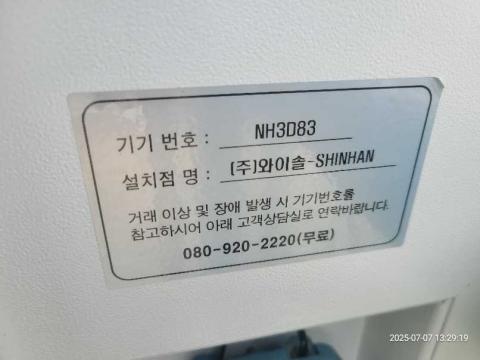 기기 번호 : NH3D83
설치점 명 : (주)와이솔-SHINHAN
거래 이상 및 장애 발생 시 기기번호를
참고하시어 아래 고객상담실로 연락바랍니다.
080-920-2220(무료)
2025-07-07 13:29:19